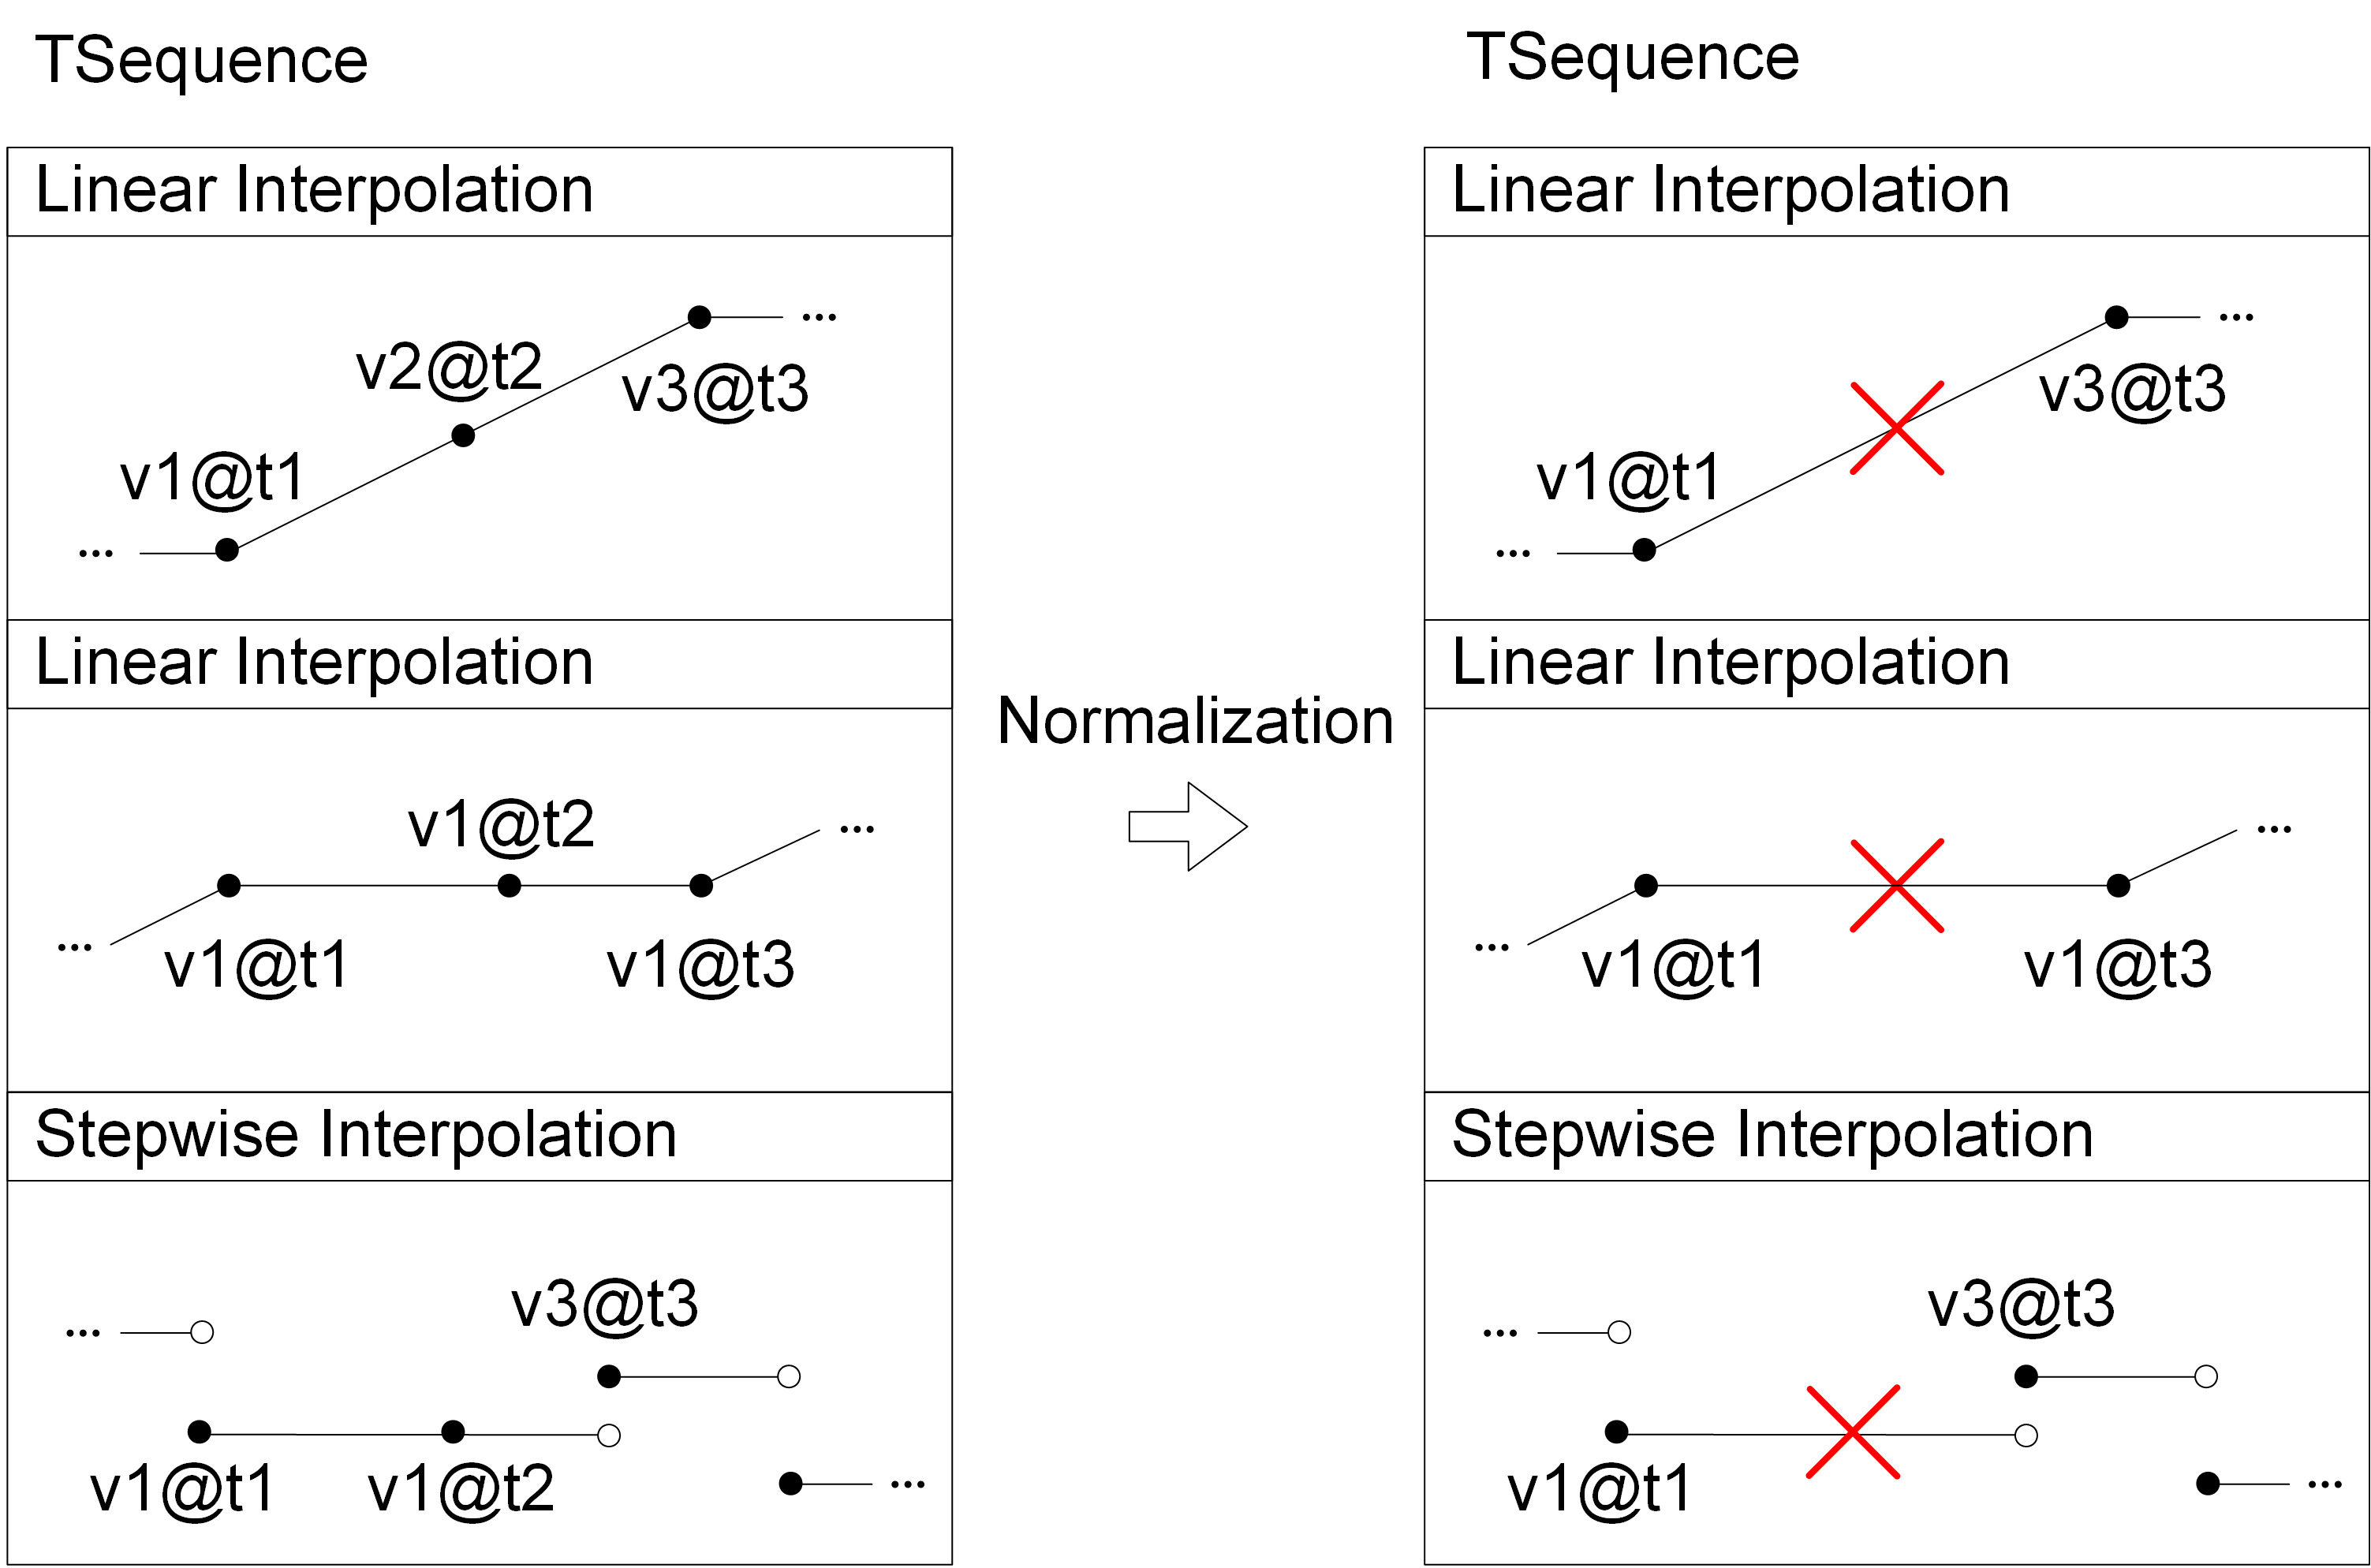 TSequence
Linear Interpolation
v2@t2
v3@t3
v1@t1
...
...
Linear Interpolation
v1@t2
...
...
v1@t1
v1@t3
Stepwise Interpolation
v3@t3
...
v1@t1
v1@t2
...
Normalization
TSequence
Linear Interpolation
...
v3@t3
v1@t1
...
Linear Interpolation
...
...
v1@t1
v1@t3
Stepwise Interpolation
v3@t3
...
v1@t1
...